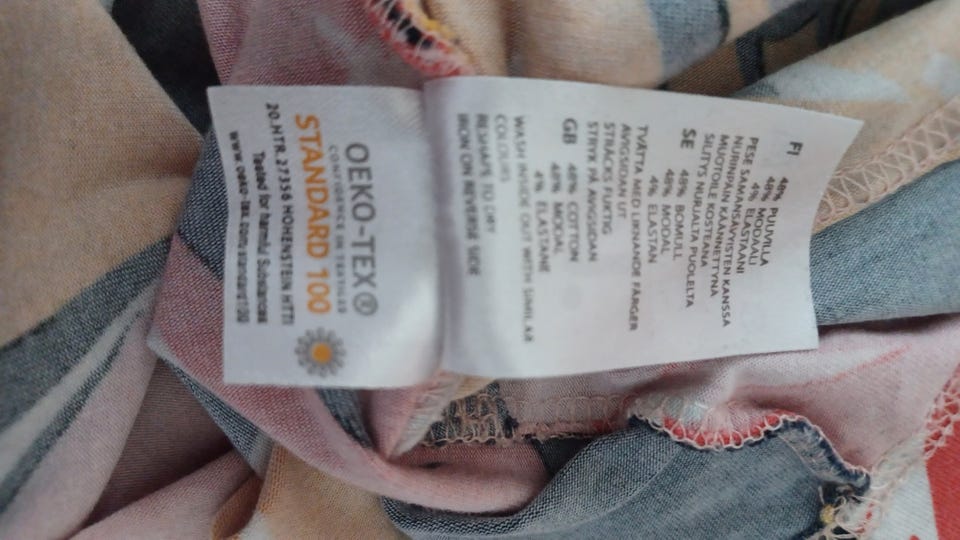 FI
48% PUUVILLA
48% MODAALI
4% ELASTAANI
PESE SAMANSÄVYISTEN KANSSA
NURINPÄIN KÄÄNNETTYNÄ
MUOTOILE KOSTEANA
SILITYS NURJALTA PUOLELTA
SE
48% BOMULL
48% MODAL
4% ELASTAN
TVÄTTA MED LIKNANDE FÄRGER
AVIGSIDAN UT
STRÄCKS FUKTIG
STRYK PÅ AVIGSIDAN
GB
48% COTTON
48% MODAL
4% ELASTANE
WASH INSIDE OUT WITH SIMILAR
COLOURS
RESHAPE TO DRY
IRON ON REVERSE SIDE
OEKO-TEX®
CONFIDENCE IN TEXTILES
STANDARD 100
20.HTR.27356 HOHENSTEIN HTTI
Tested for harmful Substances
www.oeko-tex.com/standard100